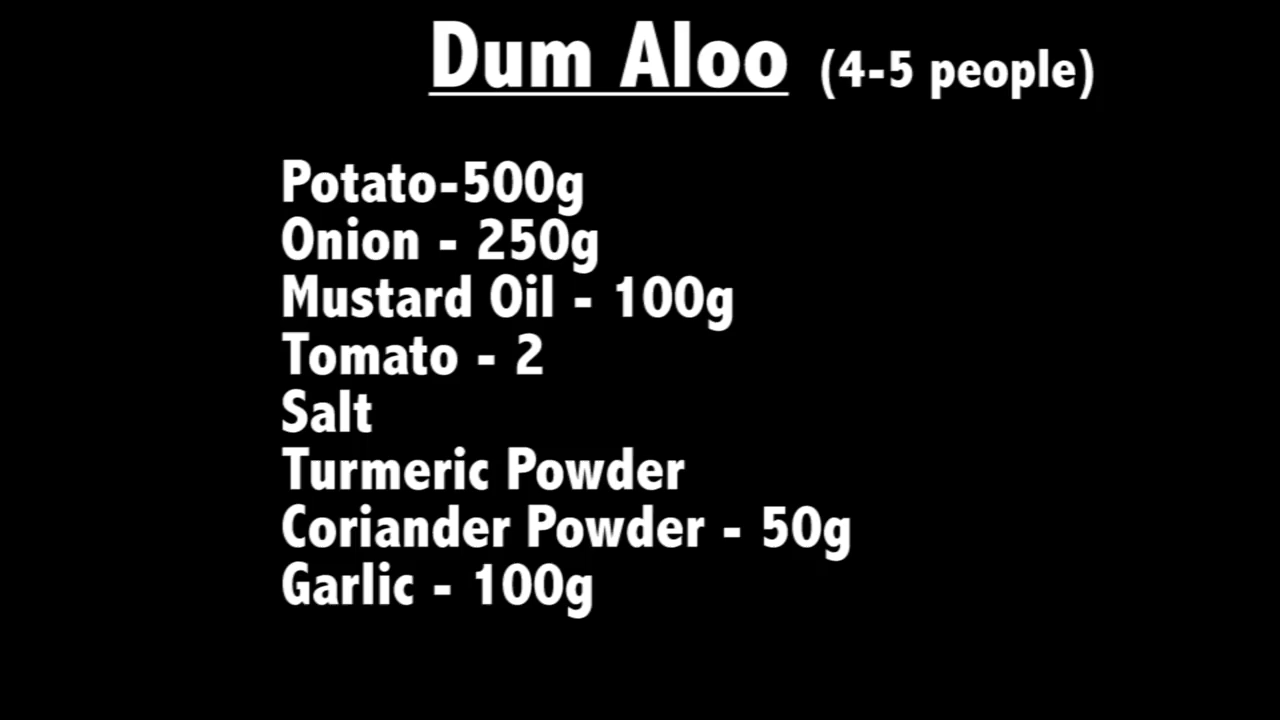 Dum Aloo (4-5 people)
Potato-500g
Onion - 250g
Mustard Oil - 100g
Tomato - 2
Salt
Turmeric Powder
Coriander Powder - 50g
Garlic - 100g